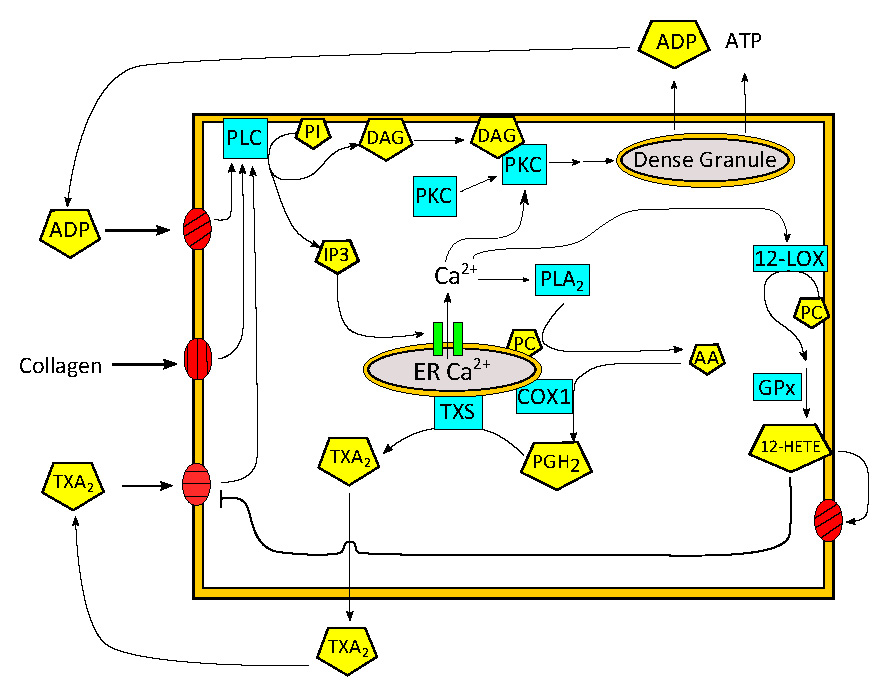 ADP ATP
PLC PI DAG DAG
PKC
PKC
Dense Granule
ADP
IP3
Ca²⁺
PLA₂
12-LOX
PC
Collagen
ER Ca²⁺
PC
AA
TXS
COX1
GPx
TXA₂
TXA₂
PGH₂
12-HETE
TXA₂